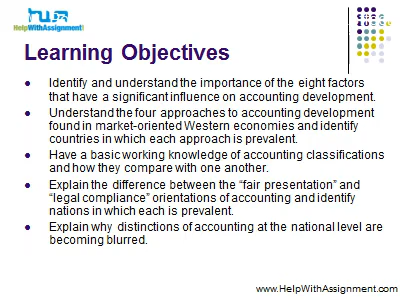 HelpWithAssignment!
Learning Objectives
Identify and understand the importance of the eight factors
that have a significant influence on accounting development.
Understand the four approaches to accounting development
found in market-oriented Western economies and identify
countries in which each approach is prevalent.
Have a basic working knowledge of accounting classifications
and how they compare with one another.
Explain the difference between the “fair presentation” and
“legal compliance” orientations of accounting and identify
nations in which each is prevalent.
Explain why distinctions of accounting at the national level are
becoming blurred.
www.HelpWithAssignment.com